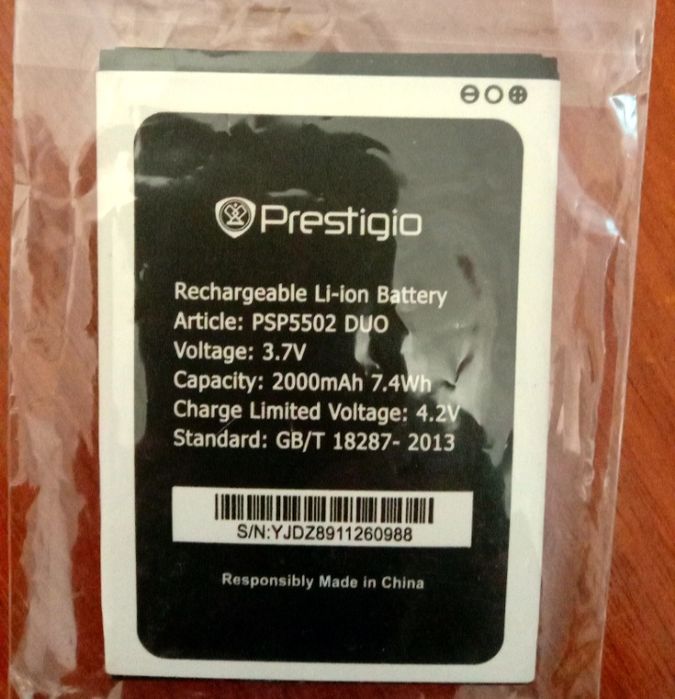 Prestigio
Rechargeable Li-ion Battery
Article: PSP5502 DUO
Voltage: 3.7V
Capacity: 2000mAh 7.4Wh
Charge Limited Voltage: 4.2V
Standard: GB/T 18287- 2013
S/N:YJDZ8911260988
Responsibly Made in China